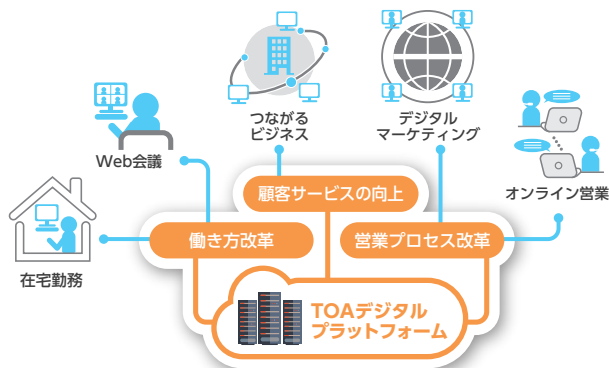 つながる
ビジネス
デジタル
マーケティング
Web会議
オンライン営業
顧客サービスの向上
働き方改革
営業プロセス改革
在宅勤務
TOAデジタル
プラットフォーム